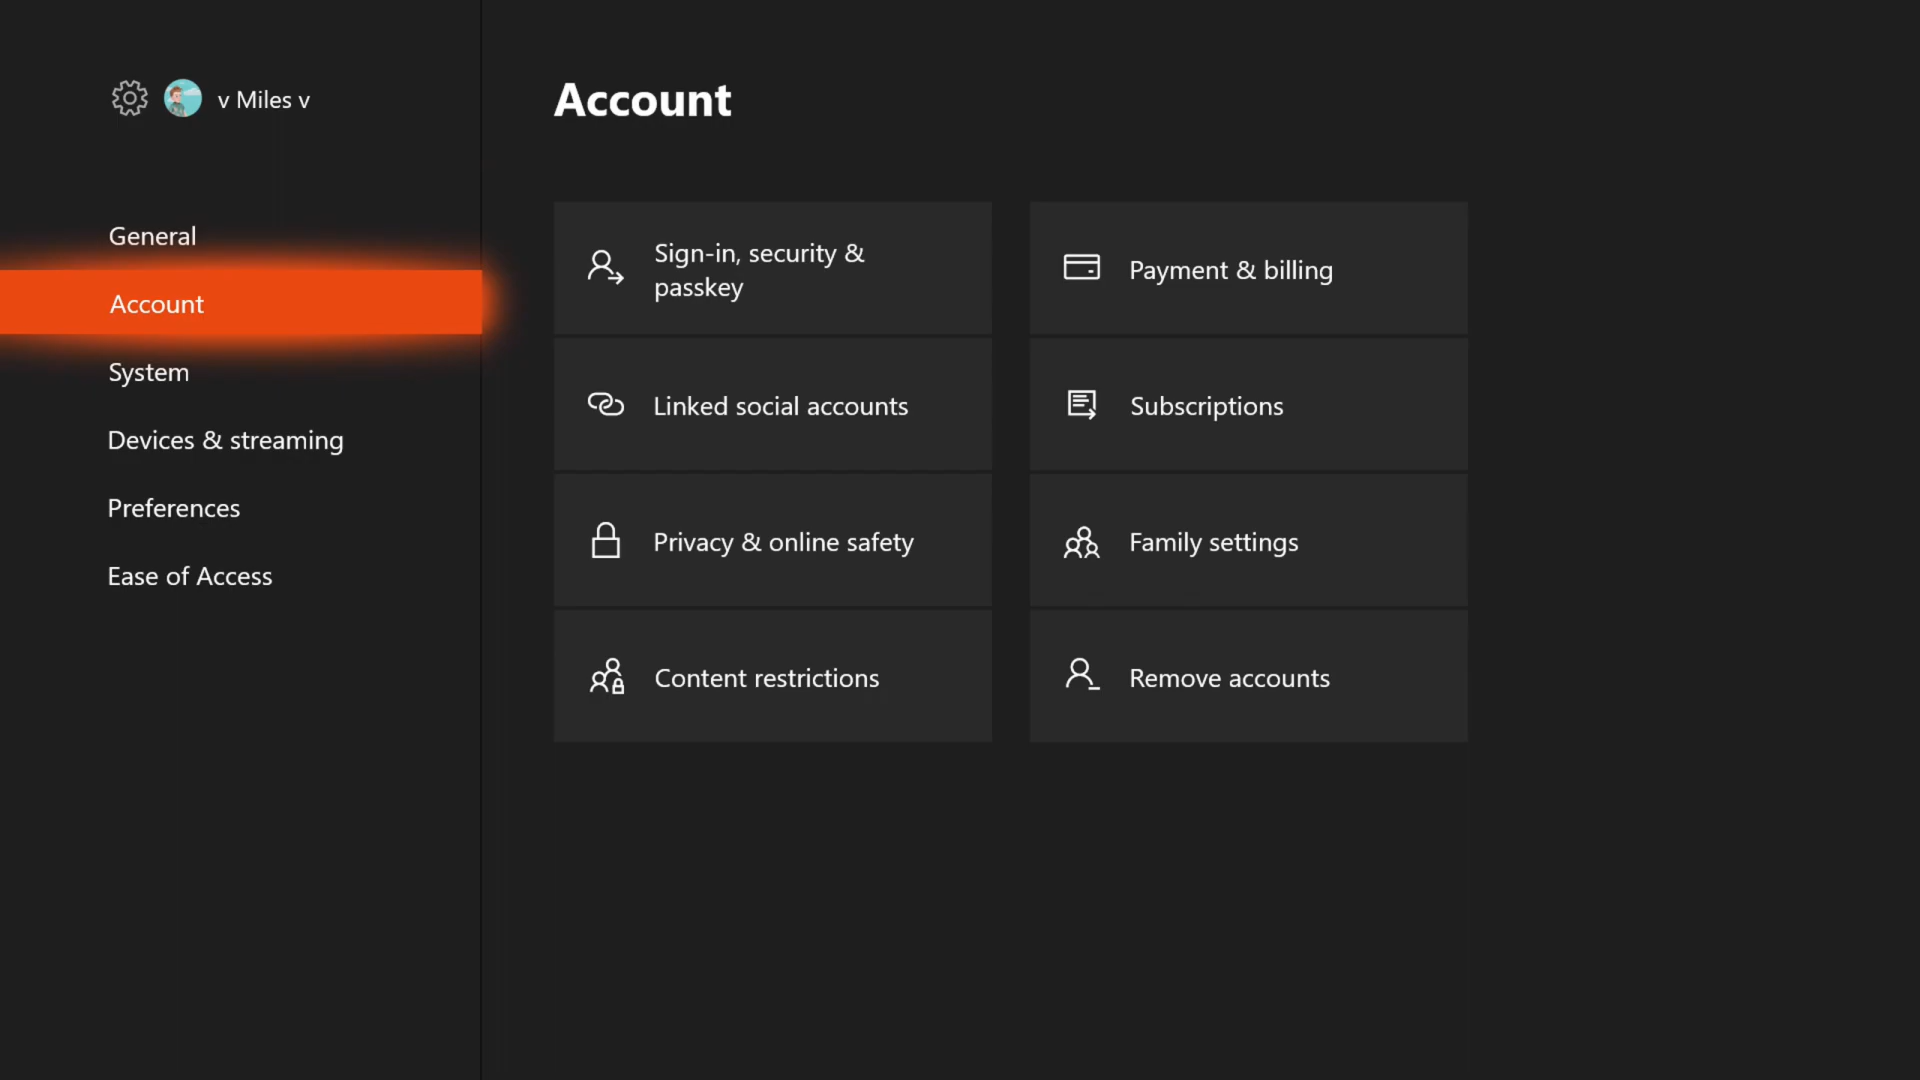 v Miles v
General
Account
System
Devices & streaming
Preferences
Ease of Access
Account
Sign-in, security &
passkey
Linked social accounts
Privacy & online safety
Content restrictions
Payment & billing
Subscriptions
Family settings
Remove accounts